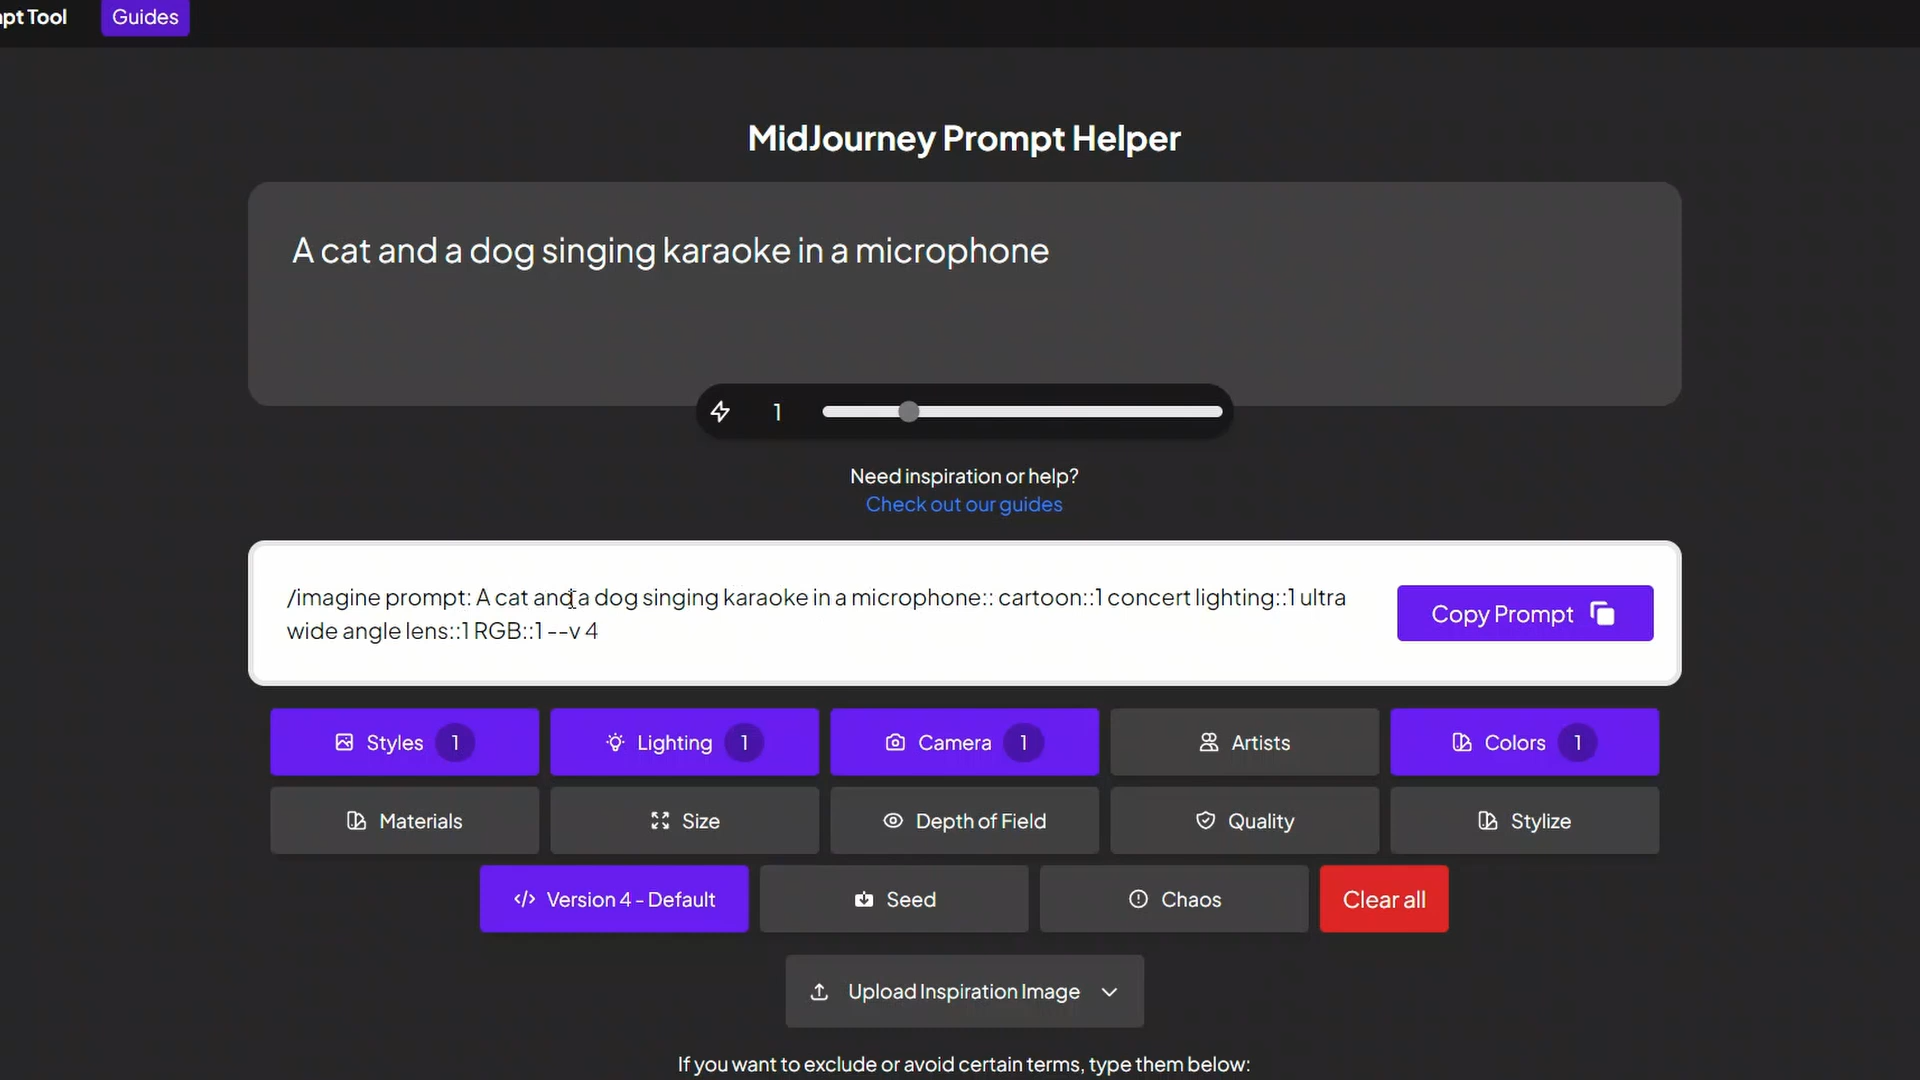 pt Tool Guides
MidJourney Prompt Helper
A cat and a dog singing karaoke in a microphone
1
Need inspiration or help?
Check out our guides
/imagine prompt: A cat and a dog singing karaoke in a microphone:: cartoon::1 concert lighting::1 ultra
wide angle lens::1 RGB::1 --v 4
Copy Prompt
Styles 1 Lighting 1 Camera 1 Artists Colors 1
Materials Size Depth of Field Quality Stylize
Version 4 - Default Seed Chaos Clear all
Upload Inspiration Image
If you want to exclude or avoid certain terms, type them below: